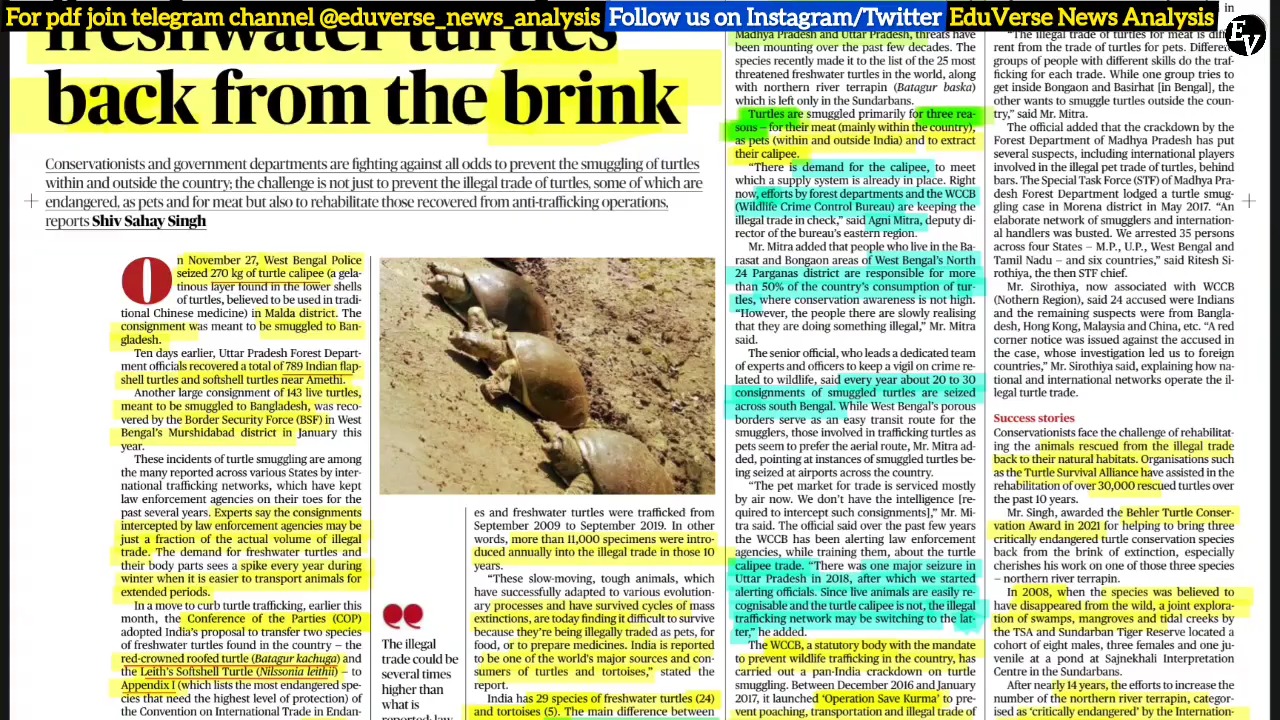 For pdf join telegram channel @eduverse_news_analysis Follow us on Instagram/Twitter EduVerse News Analysis
EV
freshwater turtles
back from the brink
Conservationists and government departments are fighting against all odds to prevent the smuggling of turtles
within and outside the country; the challenge is not just to prevent the illegal trade of turtles, some of which are
endangered, as pets and for meat but also to rehabilitate those recovered from anti-trafficking operations,
reports Shiv Sahay Singh
On November 27, West Bengal Police
seized 270 kg of turtle calipee (a gela-
tinous layer found in the lower shells
of turtles, believed to be used in tradi-
tional Chinese medicine) in Malda district. The
consignment was meant to be smuggled to Ban-
gladesh.
Ten days earlier, Uttar Pradesh Forest Depart-
ment officials recovered a total of 789 Indian flap-
shell turtles and softshell turtles near Amethi.
Another large consignment of 143 live turtles,
meant to be smuggled to Bangladesh, was reco-
vered by the Border Security Force (BSF) in West
Bengal's Murshidabad district in January this
year.
These incidents of turtle smuggling are among
the many reported across various States by inter-
national trafficking networks, which have kept
law enforcement agencies on their toes for the
past several years. Experts say the consignments
intercepted by law enforcement agencies may be
just a fraction of the actual volume of illegal
trade. The demand for freshwater turtles and
their body parts sees a spike every year during
winter when it is easier to transport animals for
extended periods.
In a move to curb turtle trafficking, earlier this
month, the Conference of the Parties (COP)
adopted India's proposal to transfer two species
of freshwater turtles found in the country – the
red-crowned roofed turtle (Batagur kachuga) and
the Leith's Softshell Turtle (Nilssonia leithii) – to
Appendix I (which lists the most endangered spe-
cies that need the highest level of protection) of
the Convention on International Trade in Endan-
The illegal
trade could be
several times
higher than
what is
reported; law
es and freshwater turtles were trafficked from
September 2009 to September 2019. In other
words, more than 11,000 specimens were intro-
duced annually into the illegal trade in those 10
years.
"These slow-moving, tough animals, which
have successfully adapted to various evolution-
ary processes and have survived cycles of mass
extinctions, are today finding it difficult to survive
because they're being illegally traded as pets, for
food, or to prepare medicines. India is reported
to be one of the world's major sources and con-
sumers of turtles and tortoises," stated the
report.
India has 29 species of freshwater turtles (24)
and tortoises (5). The main difference between
Madhya Pradesh and Uttar Pradesh, threats have
been mounting over the past few decades. The
species recently made it to the list of the 25 most
threatened freshwater turtles in the world, along
with northern river terrapin (Batagur baska)
which is left only in the Sundarbans.
Turtles are smuggled primarily for three rea-
sons – for their meat (mainly within the country),
as pets (within and outside India) and to extract
their calipee.
"There is demand for the calipee, to meet
which a supply system is already in place. Right
now, efforts by forest departments and the WCCB
(Wildlife Crime Control Bureau) are keeping the
illegal trade in check," said Agni Mitra, deputy di-
rector of the bureau's eastern region.
Mr. Mitra added that people who live in the Ba-
rasat and Bongaon areas of West Bengal's North
24 Parganas district are responsible for more
than 50% of the country's consumption of tur-
tles, where conservation awareness is not high.
"However, the people there are slowly realising
that they are doing something illegal," Mr. Mitra
said.
The senior official, who leads a dedicated team
of experts and officers to keep a vigil on crime re-
lated to wildlife, said every year about 20 to 30
consignments of smuggled turtles are seized
across south Bengal. While West Bengal's porous
borders serve as an easy transit route for the
smugglers, those involved in trafficking turtles as
pets seem to prefer the aerial route, Mr. Mitra ad-
ded, pointing at instances of smuggled turtles be-
ing seized at airports across the country.
"The pet market for trade is serviced mostly
by air now. We don't have the intelligence [re-
quired to intercept such consignments]," Mr. Mi-
tra said. The official said over the past few years
the WCCB has been alerting law enforcement
agencies, while training them, about the turtle
calipee trade. "There was one major seizure in
Uttar Pradesh in 2018, after which we started
alerting officials. Since live animals are easily re-
cognisable and the turtle calipee is not, the illegal
trafficking network may be switching to the lat-
ter," he added.
The WCCB, a statutory body with the mandate
to prevent wildlife trafficking in the country, has
carried out a pan-India crackdown on turtle
smuggling. Between December 2016 and January
2017, it launched 'Operation Save Kurma' to pre-
vent poaching, transportation and illegal trade of
in
"The illegal trade of turtles for meat is diffe-
rent from the trade of turtles for pets. Different
groups of people with different skills do the traf-
ficking for each trade. While one group tries to
get inside Bongaon and Basirhat [in Bengal], the
other wants to smuggle turtles outside the coun-
try," said Mr. Mitra.
The official added that the crackdown by the
Forest Department of Madhya Pradesh has put
several suspects, including international players
involved in the illegal pet trade of turtles, behind
bars. The Special Task Force (STF) of Madhya Pra-
desh Forest Department lodged a turtle smug-
gling case in Morena district in May 2017. "An
elaborate network of smugglers and internation-
al handlers was busted. We arrested 35 persons
across four States – M.P., U.P., West Bengal and
Tamil Nadu – and six countries," said Ritesh Si-
rothiya, the then STF chief.
Mr. Sirothiya, now associated with WCCB
(Nothern Region), said 24 accused were Indians
and the remaining suspects were from Bangla-
desh, Hong Kong, Malaysia and China, etc. "A red
corner notice was issued against the accused in
the case, whose investigation led us to foreign
countries," Mr. Sirothiya said, explaining how na-
tional and international networks operate the il-
legal turtle trade.
Success stories
Conservationists face the challenge of rehabilitat-
ing the animals rescued from the illegal trade
back to their natural habitats. Organisations such
as the Turtle Survival Alliance have assisted in the
rehabilitation of over 30,000 rescued turtles over
the past 10 years.
Mr. Singh, awarded the Behler Turtle Conser-
vation Award in 2021 for helping to bring three
critically endangered turtle conservation species
back from the brink of extinction, especially
cherishes his work on one of those three species
– northern river terrapin.
In 2008, when the species was believed to
have disappeared from the wild, a joint explora-
tion of swamps, mangroves and tidal creeks by
the TSA and Sundarban Tiger Reserve located a
cohort of eight males, three females and one ju-
venile at a pond at Sajnekhali Interpretation
Centre in the Sundarbans.
After nearly 14 years, the efforts to increase the
number of the northern river terrapin, categor-
ised as 'critically endangered' by the International